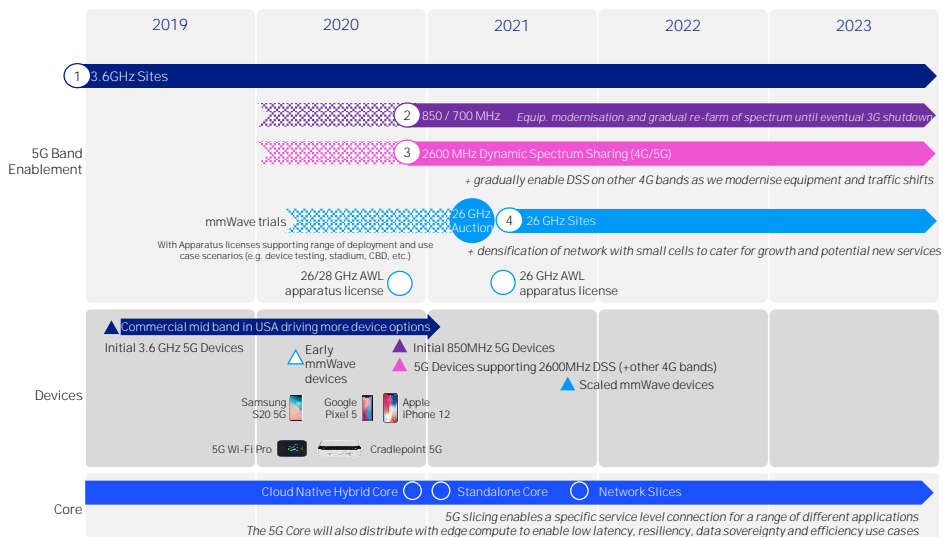 2019 2020 2021 2022 2023
1 3.6GHz Sites
2 850 / 700 MHz Equip. modernisation and gradual re-farm of spectrum until eventual 3G shutdown
5G Band
Enablement
3 2600 MHz Dynamic Spectrum Sharing (4G/5G)
+ gradually enable DSS on other 4G bands as we modernise equipment and traffic shifts
mmWave trials
26 GHz
Auction
4 26 GHz Sites
With Apparatus licenses supporting range of deployment and use
case scenarios (e.g. device testing, stadium, CBD, etc.)
+ densification of network with small cells to cater for growth and potential new services
26/28 GHz AWL
apparatus license
26 GHz AWL
apparatus license
Devices
Commercial mid band in USA driving more device options
Initial 3.6 GHz 5G Devices
Early
mmWave
devices
Initial 850MHz 5G Devices
5G Devices supporting 2600MHz DSS (+other 4G bands)
Scaled mmWave devices
Samsung
S20 5G
Google
Pixel 5
Apple
iPhone 12
5G Wi-Fi Pro
Cradlepoint 5G
Core
Cloud Native Hybrid Core Standalone Core Network Slices
5G slicing enables a specific service level connection for a range of different applications
The 5G Core will also distribute with edge compute to enable low latency, resiliency, data sovereignty and efficiency use cases